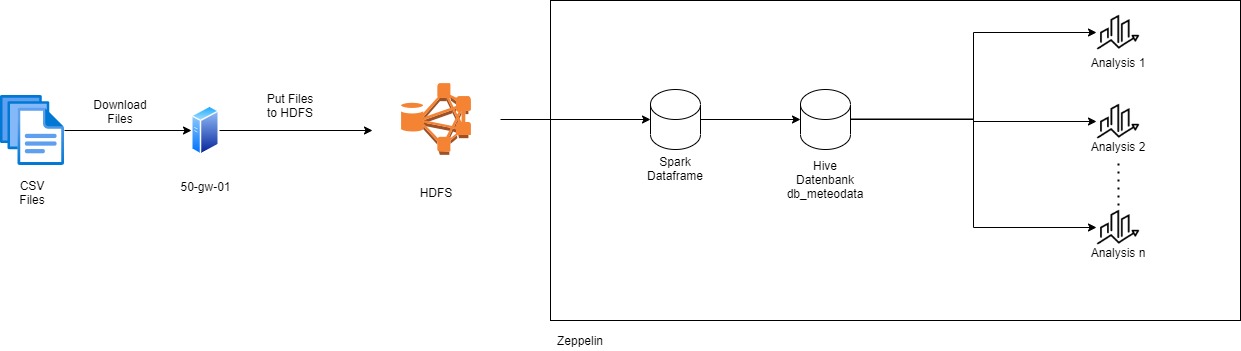 Download
Files
Put Files
to HDFS
CSV
Files
50-gw-01
HDFS
Spark
Dataframe
Hive
Datenbank
db_meteodata
Analysis 1
Analysis 2
Analysis n
Zeppelin